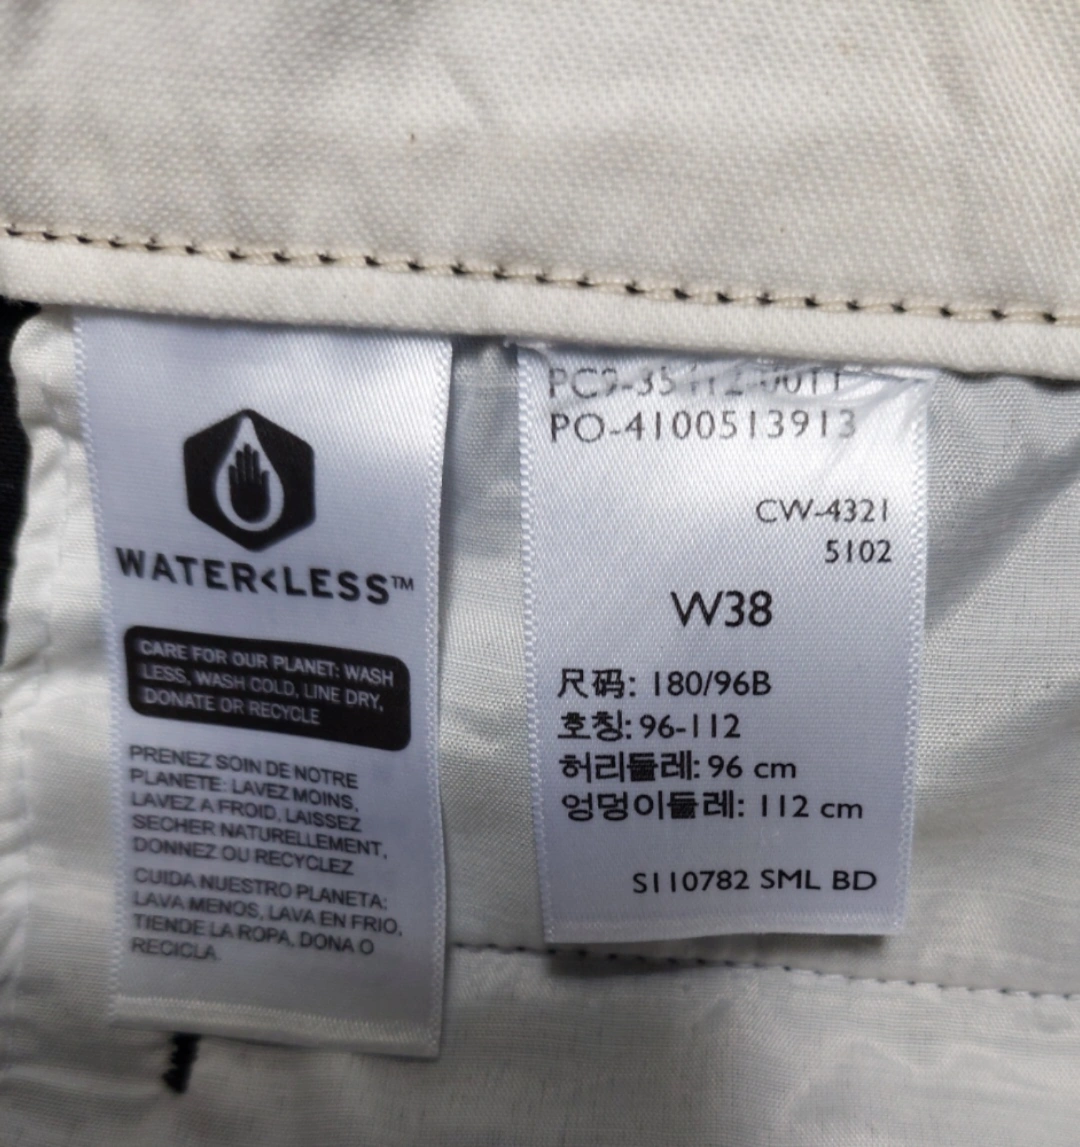 WATER<LESS™
CARE FOR OUR PLANET: WASH
LESS, WASH COLD, LINE DRY,
DONATE OR RECYCLE
PRENEZ SOIN DE NOTRE
PLANETE: LAVEZ MOINS,
LAVEZ A FROID, LAISSEZ
SECHER NATURELLEMENT,
DONNEZ OU RECYCLEZ
CUIDA NUESTRO PLANETA:
LAVA MENOS, LAVA EN FRIO,
TIENDE LA ROPA, DONA O
RECICLA.
PO-4100513913
CW-4321
5102
W38
尺码: 180/96B
호칭: 96-112
허리둘레: 96 cm
엉덩이둘레: 112 cm
S110782 SML BD